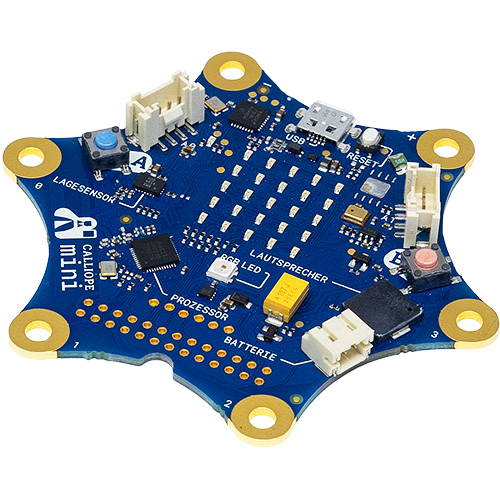 USB
RESET
+
-
A
0
LAGESENSOR
CALLIOPE
mini
RGB LED
LAUTSPRECHER
B
PROZESSOR
BATTERIE
1
2
3